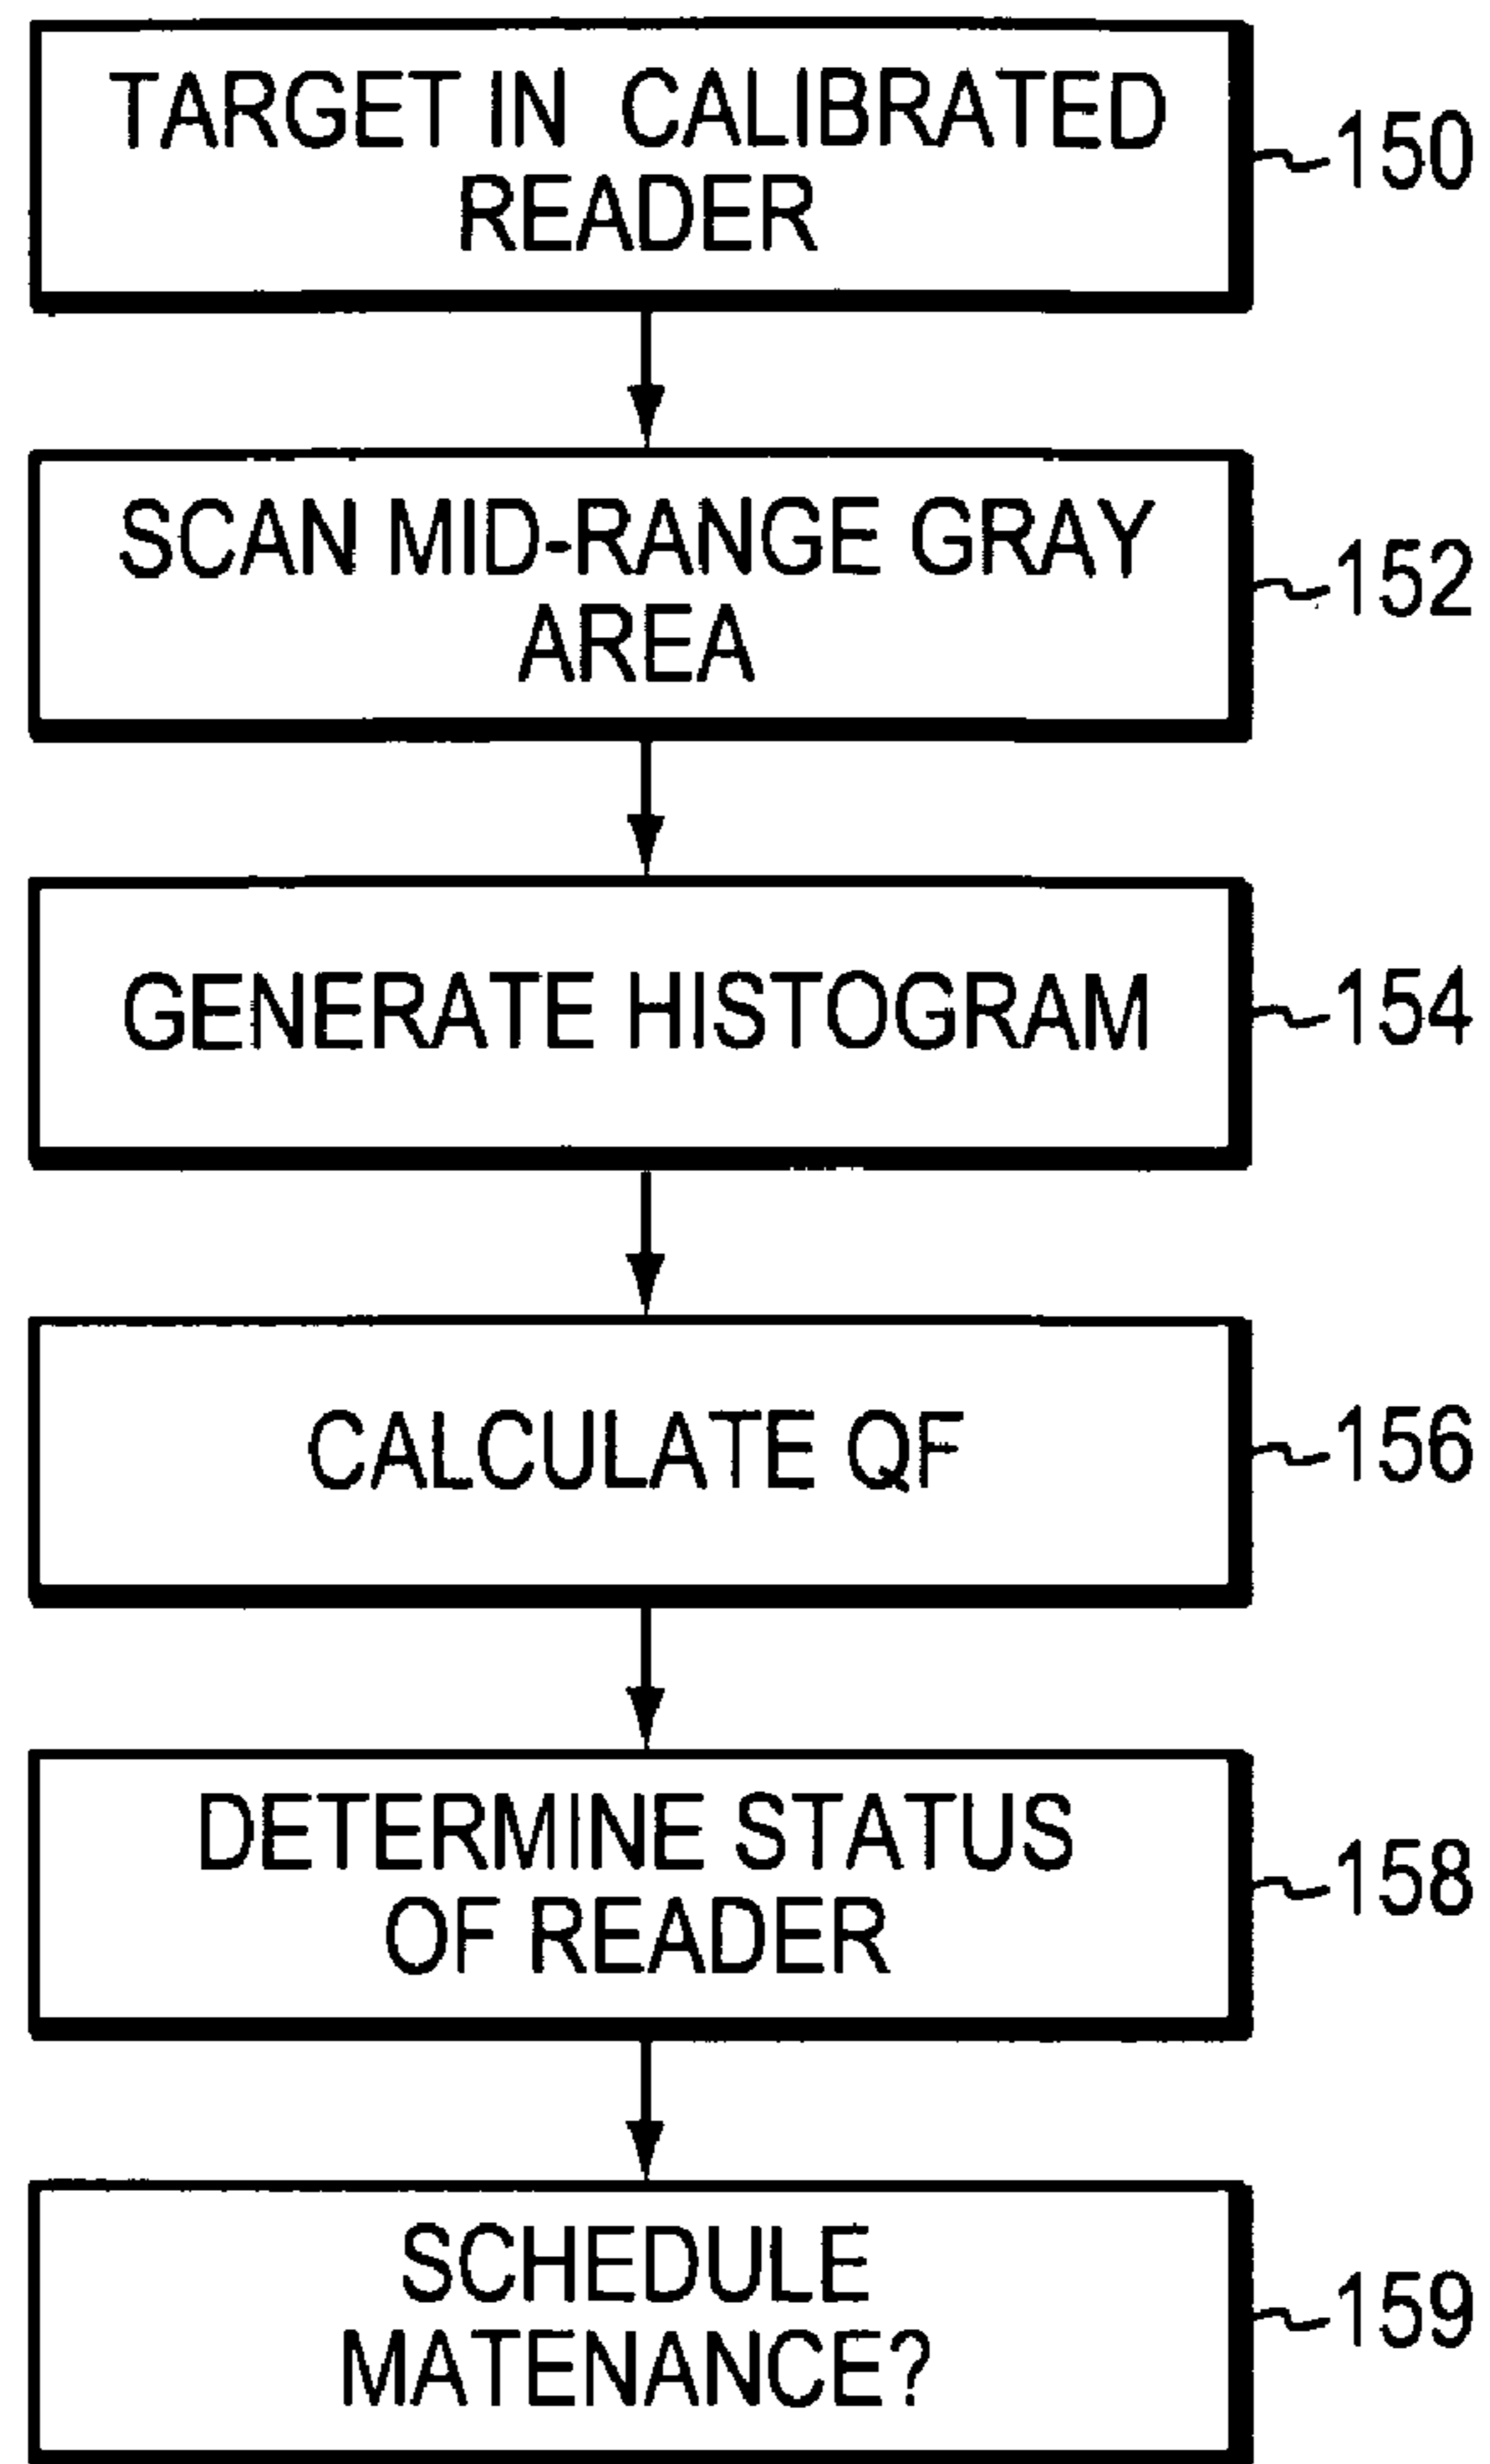 TARGET IN CALIBRATED
READER
150
SCAN MID-RANGE GRAY
AREA
152
GENERATE HISTOGRAM
154
CALCULATE QF
156
DETERMINE STATUS
OF READER
158
SCHEDULE
MATENANCE?
159